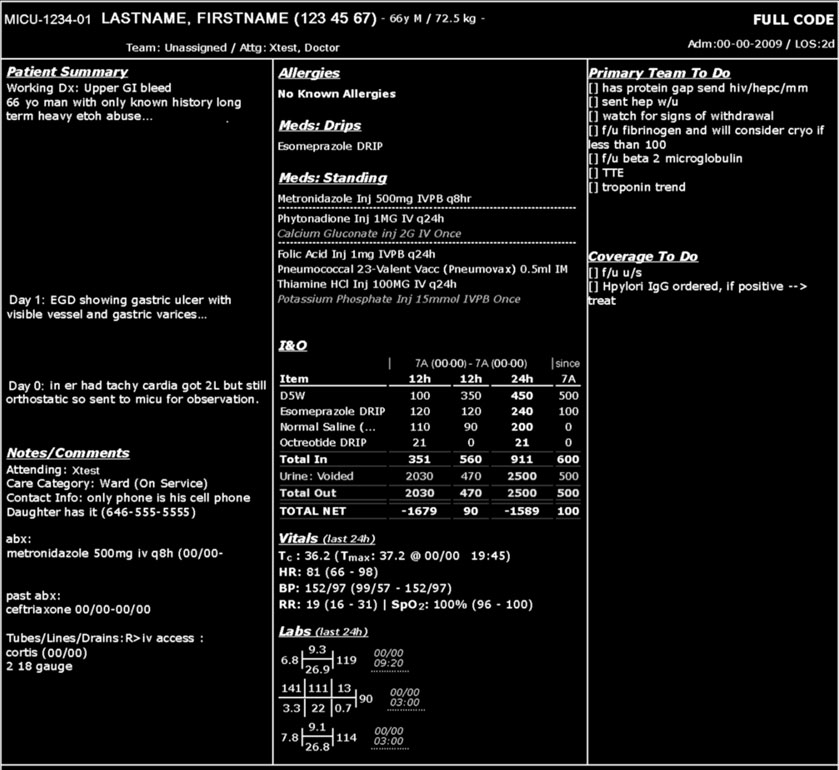 MICU-1234-01 LASTNAME, FIRSTNAME (123 45 67) - 66y M / 72.5 kg -
FULL CODE
Team: Unassigned / Attg: Xtest, Doctor
Adm:00-00-2009 / LOS:2d
Patient Summary
Working Dx: Upper GI bleed
66 yo man with only known history long
term heavy etoh abuse...
Day 1: EGD showing gastric ulcer with
visible vessel and gastric varices...
Day 0: in er had tachy cardia got 2L but still
orthostatic so sent to micu for observation.
Notes/Comments
Attending: Xtest
Care Category: Ward (On Service)
Contact Info: only phone is his cell phone
Daughter has it (646-555-5555)
abx:
metronidazole 500mg iv q8h (00/00-
past abx:
ceftriaxone 00/00-00/00
Tubes/Lines/Drains:R>iv access :
cortis (00/00)
2 18 gauge
Allergies
No Known Allergies
Meds: Drips
Esomeprazole DRIP
Meds: Standing
Metronidazole Inj 500mg IVPB q8hr
Phytonadione Inj 1MG IV q24h
Calcium Gluconate inj 2G IV Once
Folic Acid Inj 1mg IVPB q24h
Pneumococcal 23-Valent Vacc (Pneumovax) 0.5ml IM
Thiamine HCl Inj 100MG IV q24h
Potassium Phosphate Inj 15mmol IVPB Once
I&O
7A (00-00) - 7A (00-00) since
Item 12h 12h 24h 7A
D5W 100 350 450 500
Esomeprazole DRIP 120 120 240 100
Normal Saline (... 110 90 200 0
Octreotide DRIP 21 0 21 0
Total In 351 560 911 600
Urine: Voided 2030 470 2500 500
Total Out 2030 470 2500 500
TOTAL NET -1679 90 -1589 100
Vitals (last 24h)
Tc : 36.2 (Tmax: 37.2 @ 00/00 19:45)
HR: 81 (66 - 98)
BP: 152/97 (99/57 - 152/97)
RR: 19 (16 - 31) | SpO2: 100% (96 - 100)
Labs (last 24h)
6.8 9.3 26.9 119 00/00 09:20
141 111 13 90 00/00
3.3 22 0.7 03:00
7.8 9.1 26.8 114 00/00 03:00
Primary Team To Do
[] has protein gap send hiv/hepc/mm
[] sent hep w/u
[] watch for signs of withdrawal
[] f/u fibrinogen and will consider cryo if
less than 100
[] f/u beta 2 microglobulin
[] TTE
[] troponin trend
Coverage To Do
[] f/u u/s
[] Hpylori IgG ordered, if positive -->
treat